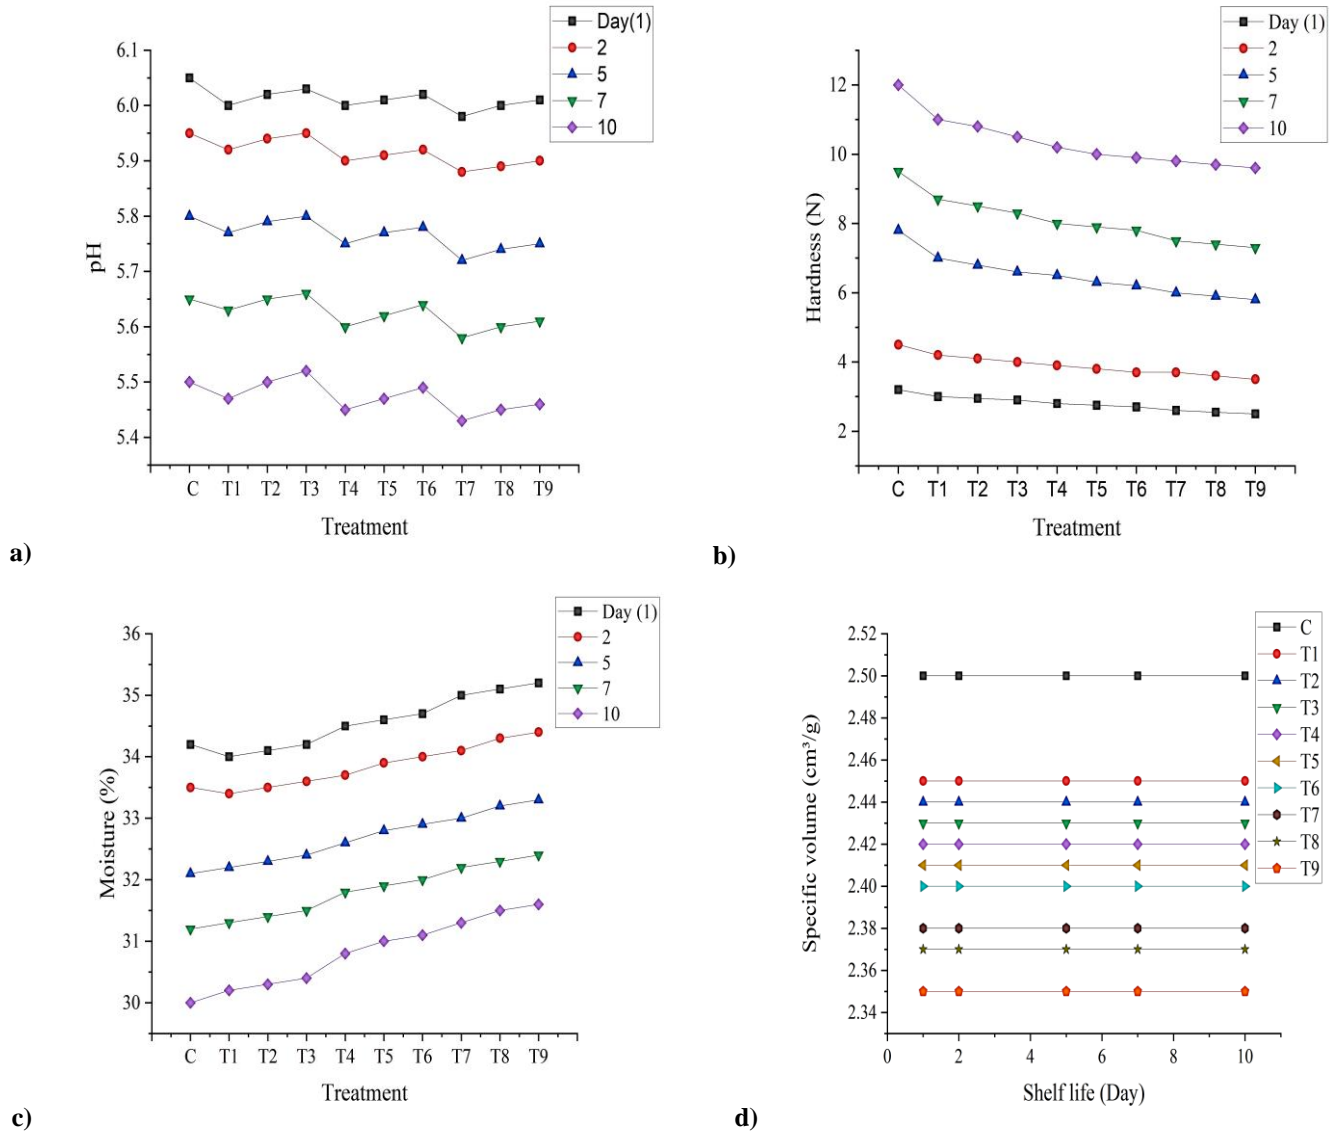 Day(1)
2
5
7
10
6.1
6.0
5.9
5.8
5.7
5.6
5.5
5.4
pH
C T1 T2 T3 T4 T5 T6 T7 T8 T9
Treatment
a)
Day (1)
2
5
7
10
12
10
8
6
4
2
Hardness (N)
C T1 T2 T3 T4 T5 T6 T7 T8 T9
Treatment
b)
Day (1)
2
5
7
10
36
35
34
33
32
31
30
Moisture (%)
C T1 T2 T3 T4 T5 T6 T7 T8 T9
Treatment
c)
C
T1
T2
T3
T4
T5
T6
T7
T8
T9
2.52
2.50
2.48
2.46
2.44
2.42
2.40
2.38
2.36
2.34
Specific volume (cm³/g)
0 2 4 6 8 10
Shelf life (Day)
d)